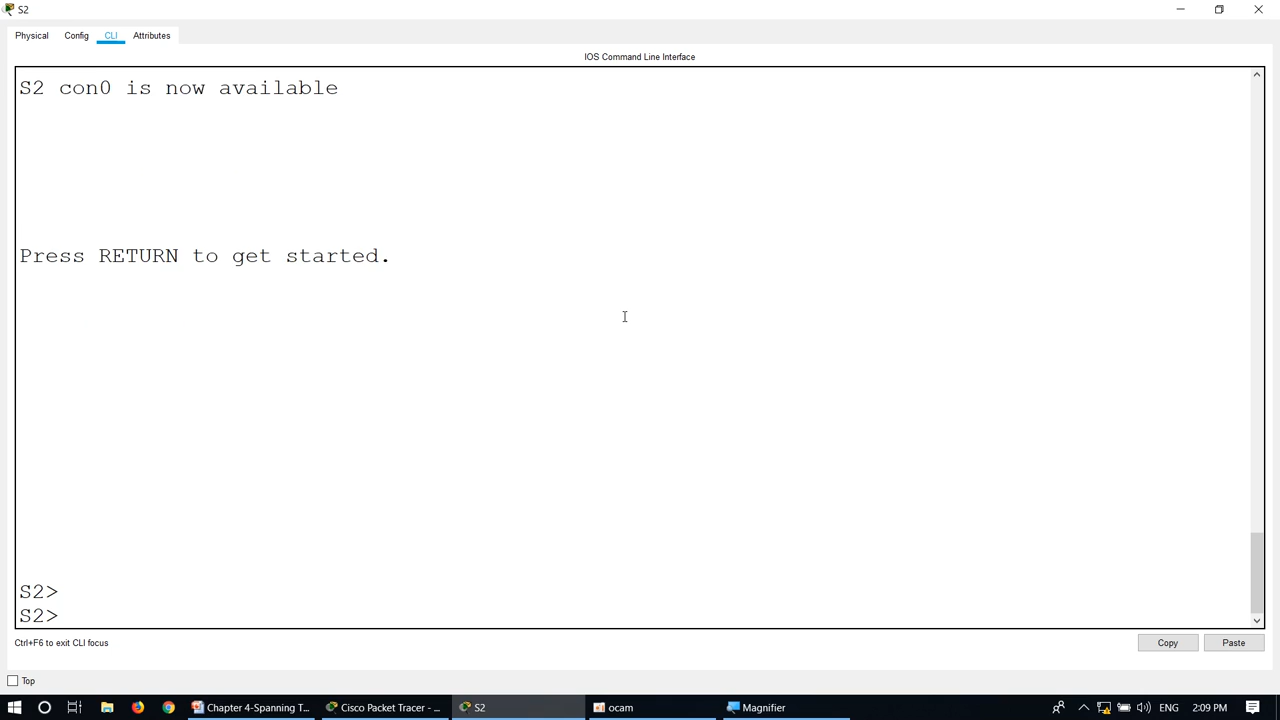 S2
Physical Config CLI Attributes
IOS Command Line Interface
S2 con0 is now available
Press RETURN to get started.
S2>
S2>
Ctrl+F6 to exit CLI focus
Copy Paste
Top
Chapter 4-Spanning T... Cisco Packet Tracer - ... S2 ocam Magnifier ENG 2:09 PM